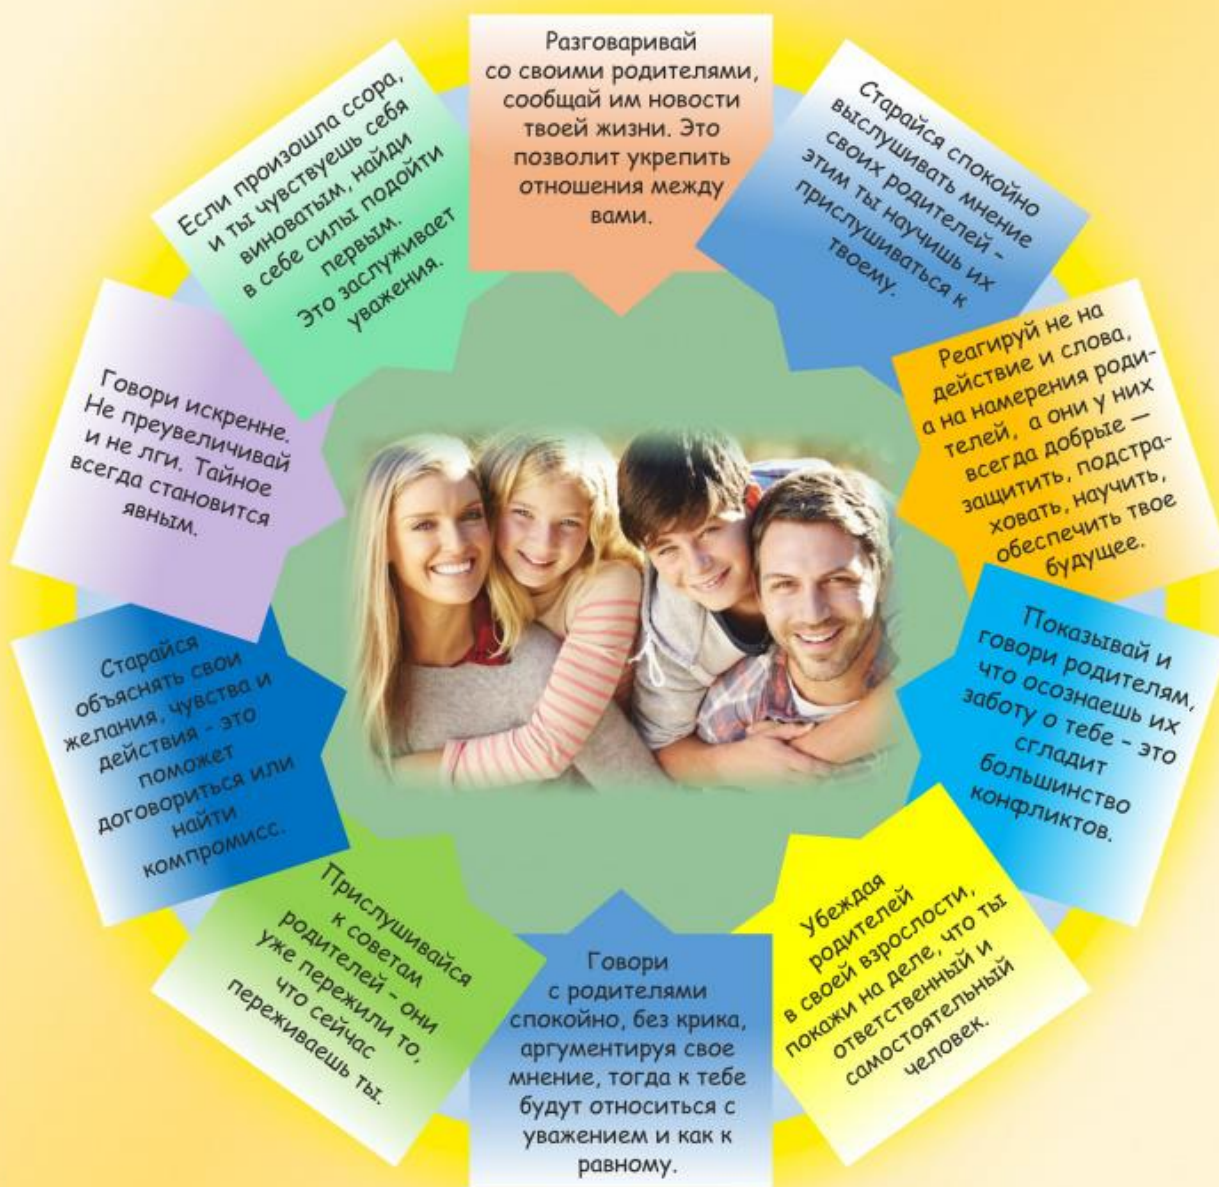 Разговаривай
со своими родителями,
сообщай им новости
твоей жизни. Это
позволит укрепить
отношения между
вами.
Старайся спокойно
выслушивать мнение
своих родителей –
этим ты научишь их
прислушиваться к
твоему.
Реагируй не на
действие и слова,
а на намерения роди-
телей, а они у них
всегда добрые —
защитить, подстра-
ховать, научить,
обеспечить твое
будущее.
Показывай и
говори родителям,
что осознаешь их
заботу о тебе – это
сгладит
большинство
конфликтов.
Убеждая
родителей
в своей взрослости,
покажи на деле, что ты
ответственный и
самостоятельный
человек.
Говори
с родителями
спокойно, без крика,
аргументируя свое
мнение, тогда к тебе
будут относиться с
уважением и как к
равному.
Прислушивайся
к советам
родителей – они
уже пережили то,
что сейчас
переживаешь ты.
Старайся
объяснять свои
желания, чувства и
действия – это
поможет
договориться или
найти
компромисс.
Говори искренне.
Не преувеличивай
и не лги. Тайное
всегда становится
явным.
Если произошла ссора,
и ты чувствуешь себя
виноватым, найди
в себе силы подойти
первым.
Это заслуживает
уважения.